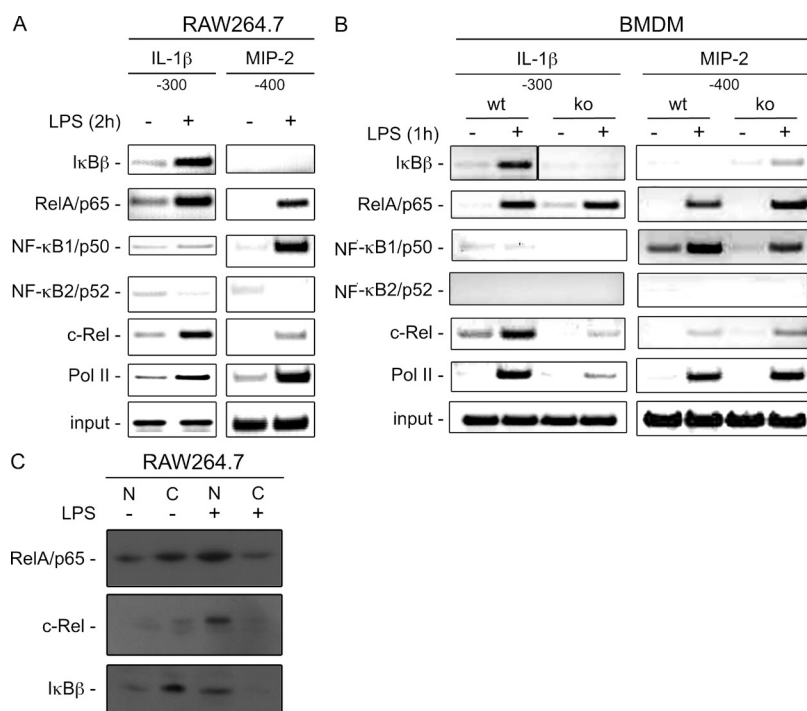 A
RAW264.7
IL-1β MIP-2
-300 -400
LPS (2h) - + - +
IκBβ -
RelA/p65 -
NF-κB1/p50 -
NF-κB2/p52 -
c-Rel -
Pol II -
input -
B
BMDM
IL-1β MIP-2
-300 -400
wt ko wt ko
LPS (1h) - + - + - + - +
IκBβ -
RelA/p65 -
NF-κB1/p50 -
NF-κB2/p52 -
c-Rel -
Pol II -
input -
C
RAW264.7
N C N C
LPS - - + +
RelA/p65 -
c-Rel -
IκBβ -